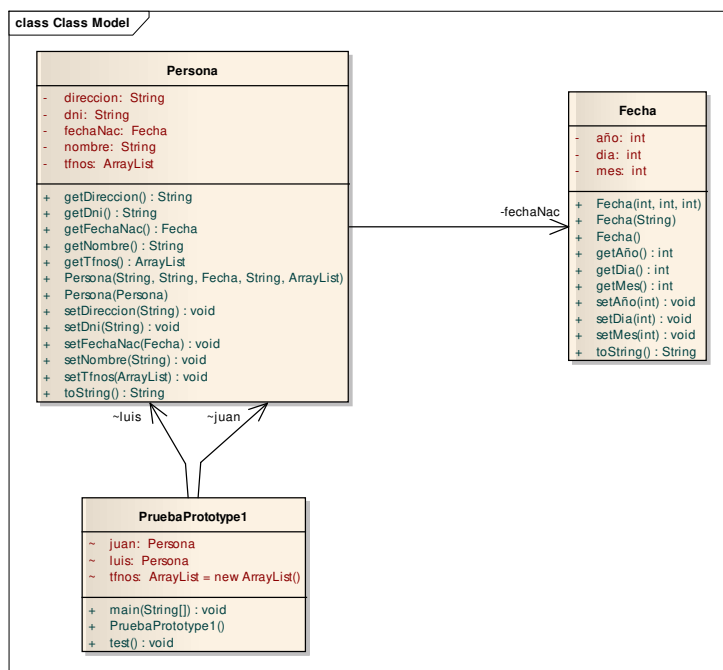 class Class Model
Persona
- direccion: String
- dni: String
- fechaNac: Fecha
- nombre: String
- tfnos: ArrayList
+ getDireccion() : String
+ getDni() : String
+ getFechaNac() : Fecha
+ getNombre() : String
+ getTfnos() : ArrayList
+ Persona(String, String, Fecha, String, ArrayList)
+ Persona(Persona)
+ setDireccion(String) : void
+ setDni(String) : void
+ setFechaNac(Fecha) : void
+ setNombre(String) : void
+ setTfnos(ArrayList) : void
+ toString() : String
-fechaNac
Fecha
- año: int
- dia: int
- mes: int
+ Fecha(int, int, int)
+ Fecha(String)
+ Fecha()
+ getAño() : int
+ getDia() : int
+ getMes() : int
+ setAño(int) : void
+ setDia(int) : void
+ setMes(int) : void
+ toString() : String
~luis
~juan
PruebaPrototype1
~ juan: Persona
~ luis: Persona
~ tfnos: ArrayList = new ArrayList()
+ main(String[]) : void
+ PruebaPrototype1()
+ test() : void